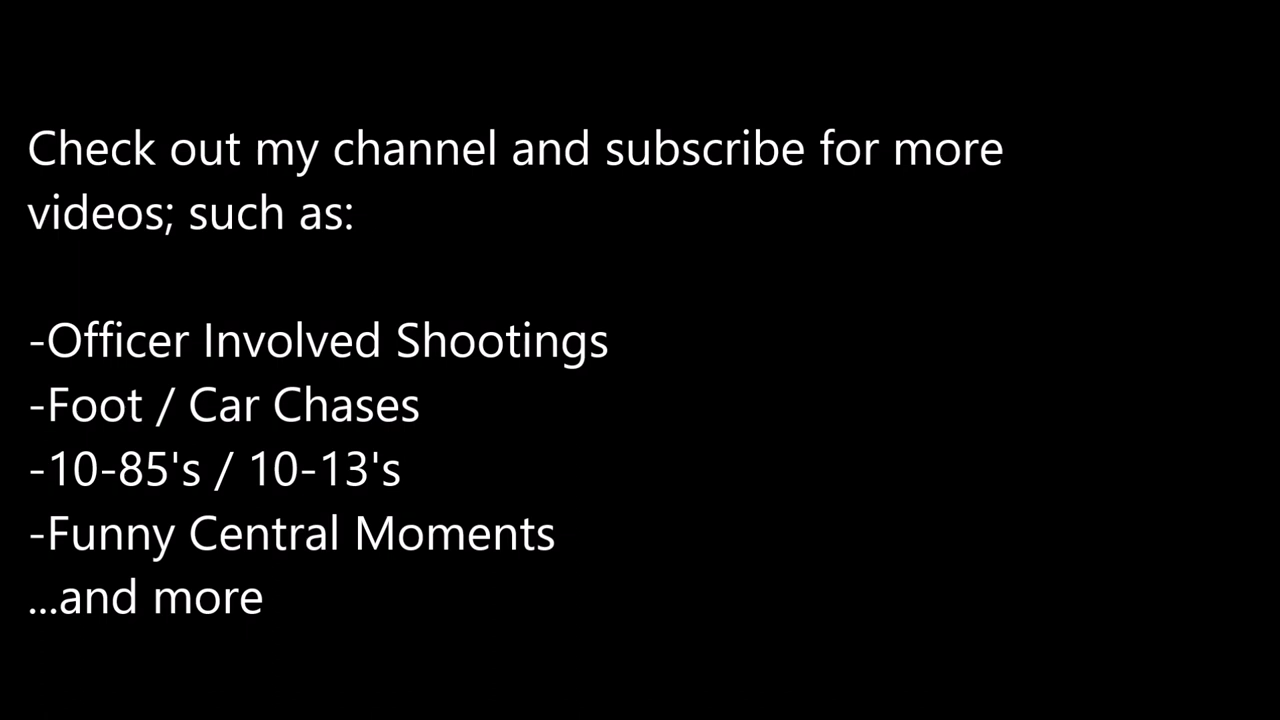 Check out my channel and subscribe for more
videos; such as:
-Officer Involved Shootings
-Foot / Car Chases
-10-85's / 10-13's
-Funny Central Moments
...and more